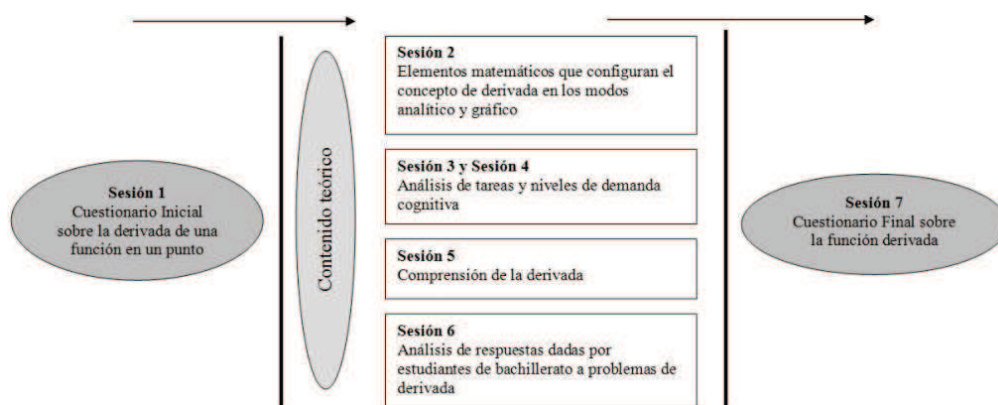 Sesión 1
Cuestionario Inicial
sobre la derivada de una
función en un punto
Contenido teórico
Sesión 2
Elementos matemáticos que configuran el
concepto de derivada en los modos
analítico y gráfico
Sesión 3 y Sesión 4
Análisis de tareas y niveles de demanda
cognitiva
Sesión 5
Comprensión de la derivada
Sesión 6
Análisis de respuestas dadas por
estudiantes de bachillerato a problemas de
derivada
Sesión 7
Cuestionario Final sobre
la función derivada